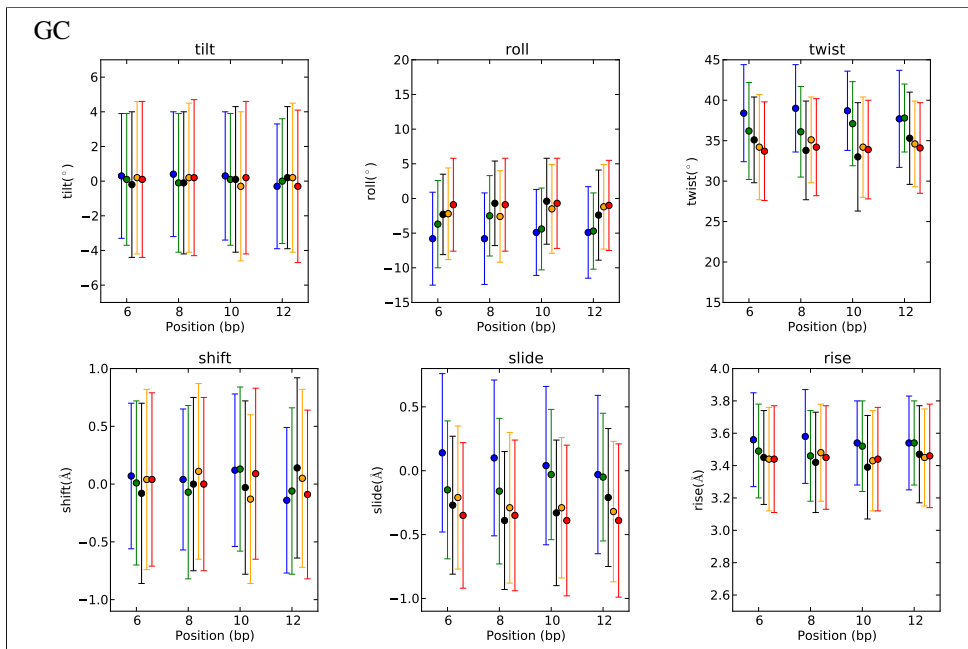 GC
tilt
roll
twist
6
4
2
0
−2
−4
−6
tilt(°)
6 8 10 12
Position (bp)
20
15
10
5
0
−5
−10
−15
roll(°)
6 8 10 12
Position (bp)
45
40
35
30
25
20
15
twist(°)
6 8 10 12
Position (bp)
shift
slide
rise
1.0
0.5
0.0
−0.5
−1.0
shift(Å)
6 8 10 12
Position (bp)
0.5
0.0
−0.5
−1.0
slide(Å)
6 8 10 12
Position (bp)
4.0
3.8
3.6
3.4
3.2
3.0
2.8
2.6
rise(Å)
6 8 10 12
Position (bp)